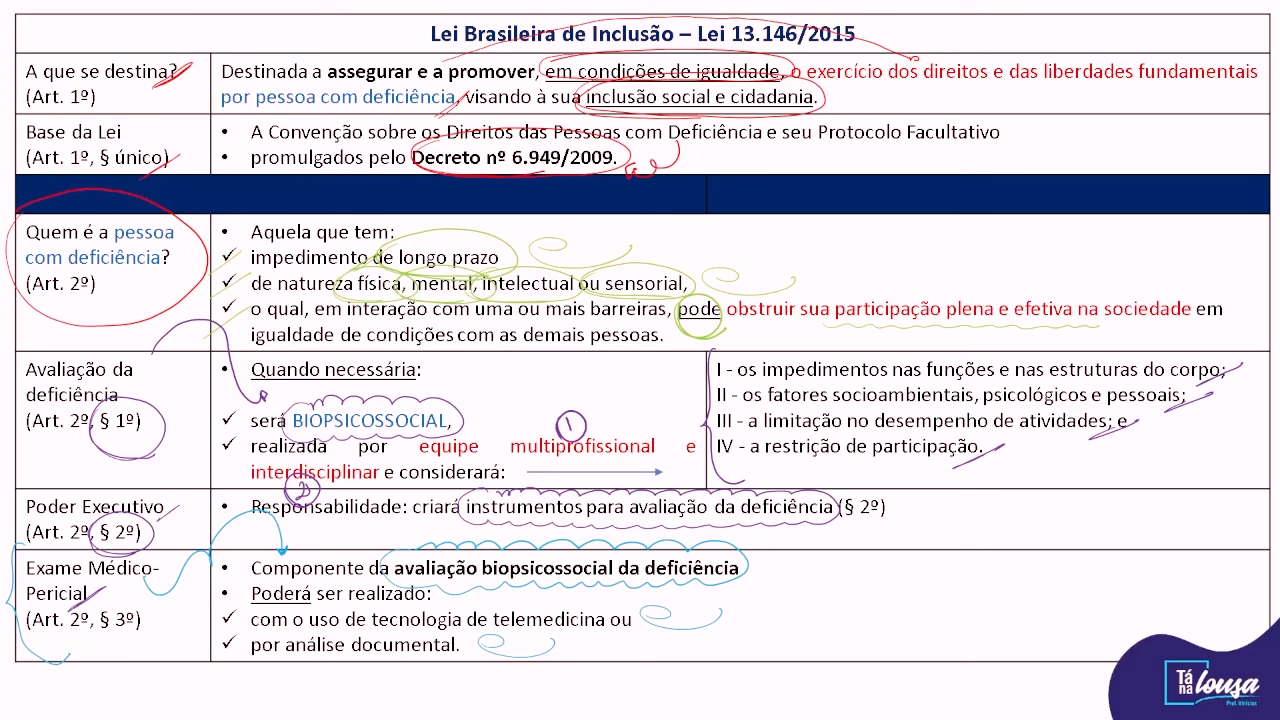 Lei Brasileira de Inclusão – Lei 13.146/2015
A que se destina?
(Art. 1º)
Destinada a assegurar e a promover, em condições de igualdade, o exercício dos direitos e das liberdades fundamentais
por pessoa com deficiência, visando à sua inclusão social e cidadania.
Base da Lei
(Art. 1º, § único)
• A Convenção sobre os Direitos das Pessoas com Deficiência e seu Protocolo Facultativo
• promulgados pelo Decreto nº 6.949/2009.
Quem é a pessoa
com deficiência?
(Art. 2º)
• Aquela que tem:
✓ impedimento de longo prazo
✓ de natureza física, mental, intelectual ou sensorial,
✓ o qual, em interação com uma ou mais barreiras, pode obstruir sua participação plena e efetiva na sociedade em
igualdade de condições com as demais pessoas.
Avaliação da
deficiência
(Art. 2º, § 1º)
• Quando necessária:
✓ será BIOPSICOSSOCIAL,
1
✓ realizada por equipe multiprofissional e
interdisciplinar e considerará:
2
I - os impedimentos nas funções e nas estruturas do corpo;
II - os fatores socioambientais, psicológicos e pessoais;
III - a limitação no desempenho de atividades; e
IV - a restrição de participação.
Poder Executivo
(Art. 2º, § 2º)
• Responsabilidade: criará instrumentos para avaliação da deficiência (§ 2º)
Exame Médico-
Pericial
(Art. 2º, § 3º)
• Componente da avaliação biopsicossocial da deficiência
• Poderá ser realizado:
✓ com o uso de tecnologia de telemedicina ou
✓ por análise documental.
Tá
na lousa
Prof. Vinícius